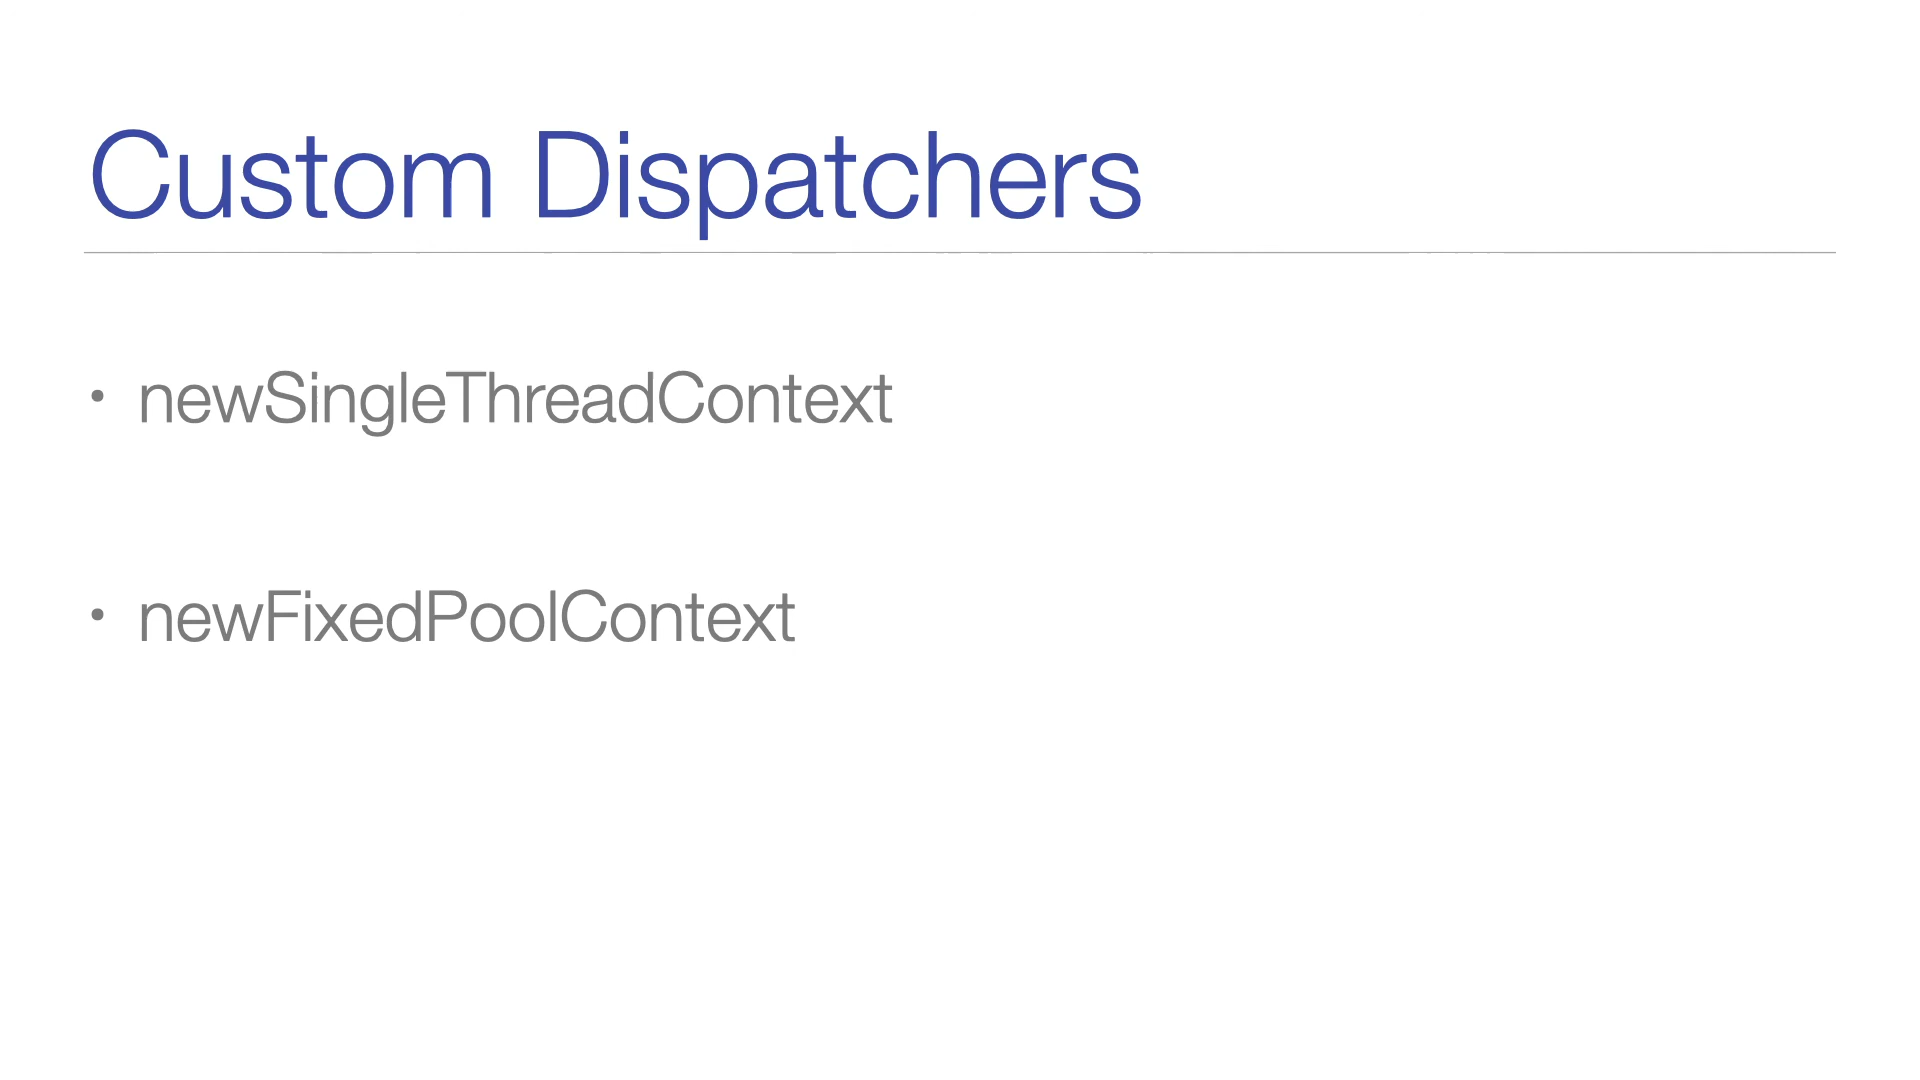 Custom Dispatchers
• newSingleThreadContext
• newFixedPoolContext